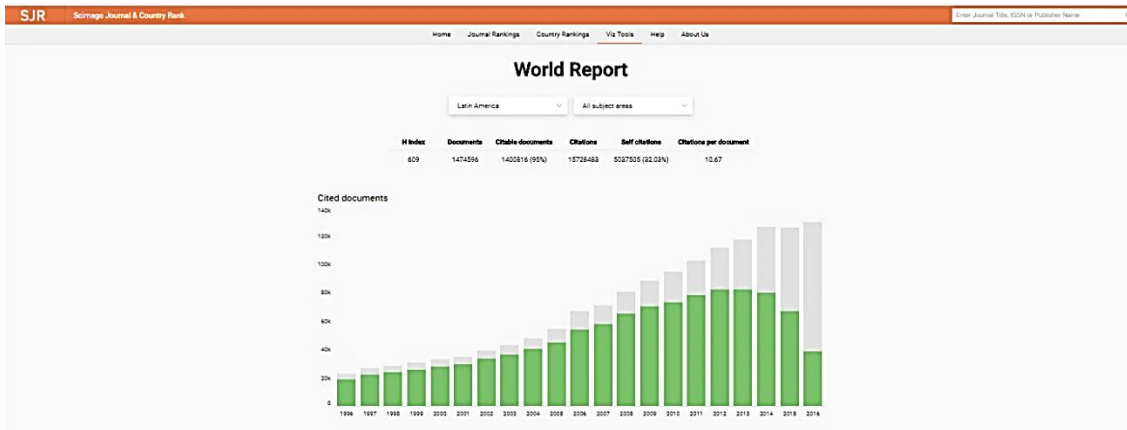 SJR Scimago Journal & Country Rank Enter Journal Title, ISSN or Publisher Name
Home Journal Rankings Country Rankings Viz Tools Help About Us
World Report
Latin America All subject areas
H Index Documents Citable documents Citations Self citations Citations per document
609 1474596 1400816 (95%) 15728483 5037505 (32.03%) 10.67
Cited documents
140k
120k
100k
80k
60k
40k
20k
0
1996 1997 1998 1999 2000 2001 2002 2003 2004 2005 2006 2007 2008 2009 2010 2011 2012 2013 2014 2015 2016